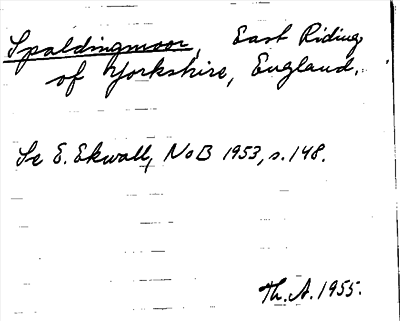 Spaldingmoor, East Riding
of Yorkshire, England.
Se E. Ekwall, NoB 1953, s. 148.
Th. A. 1955.